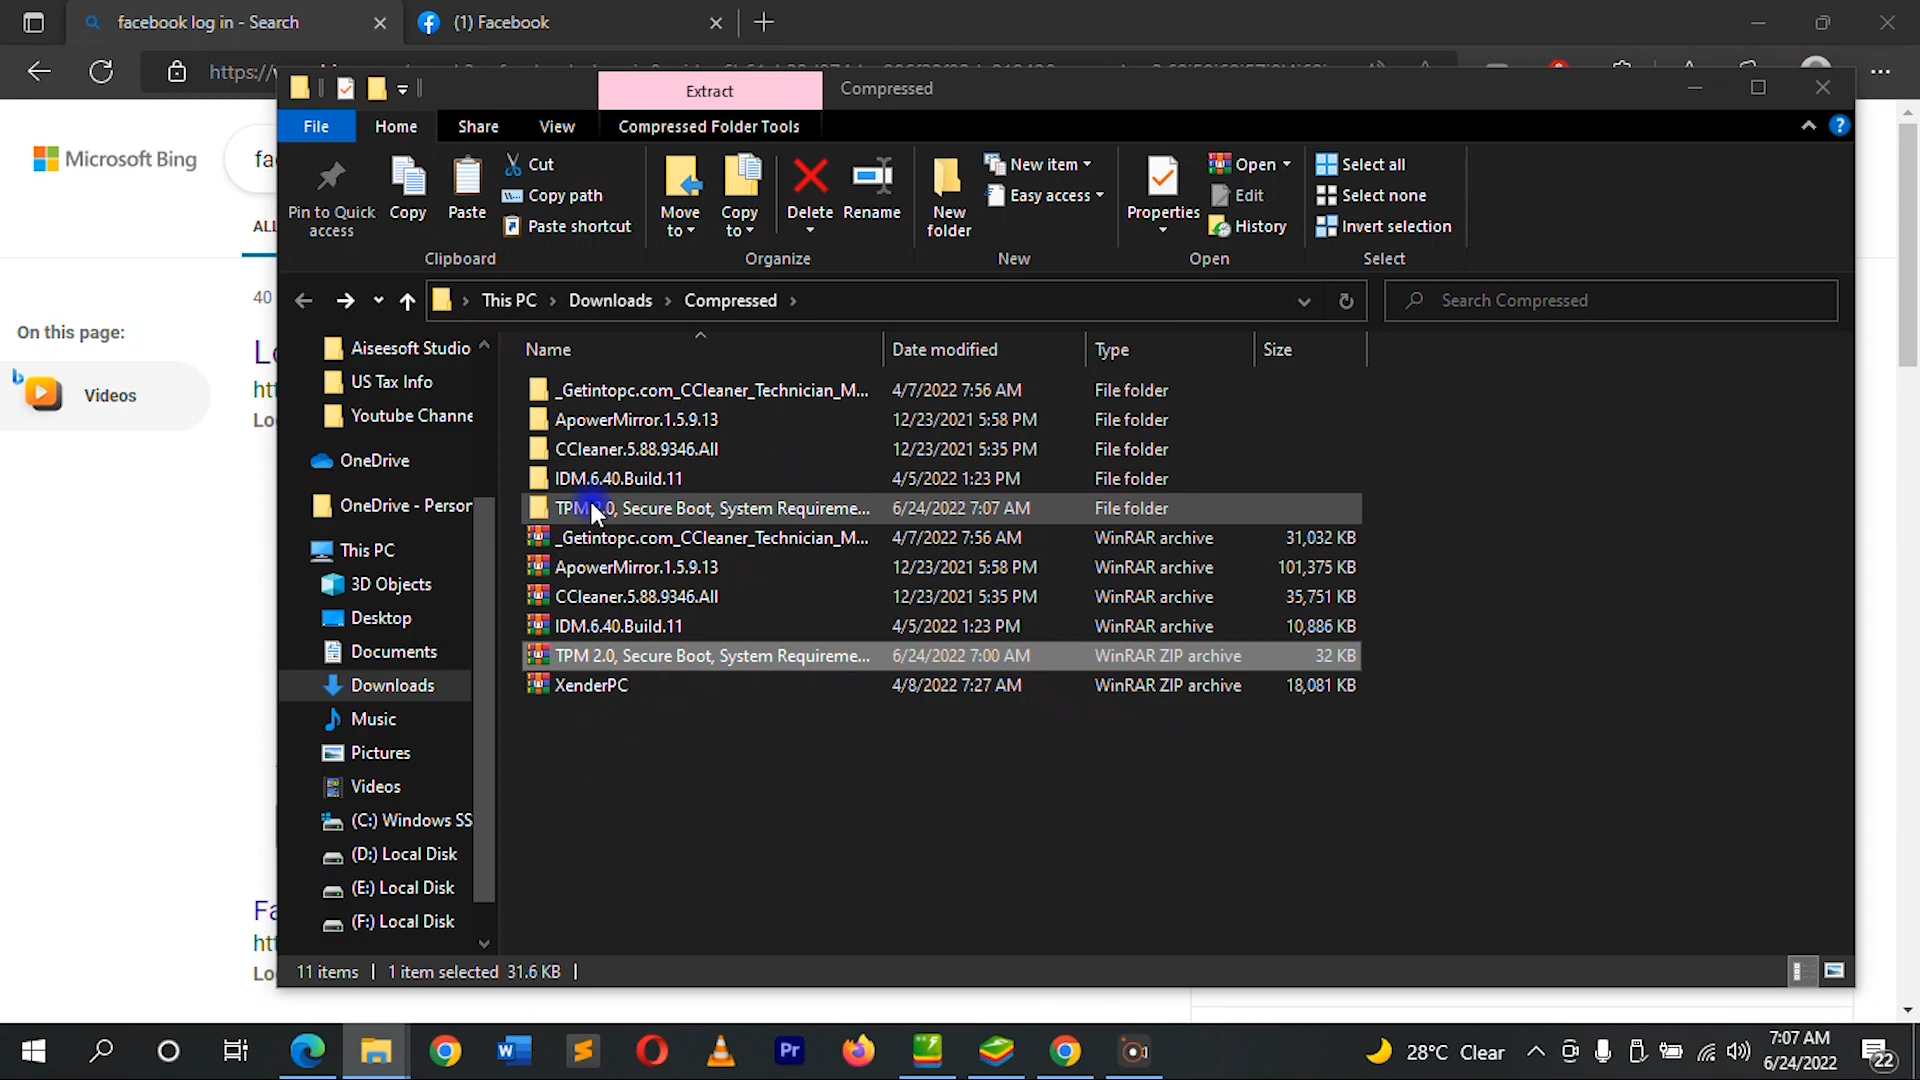 facebook log in - Search
(1) Facebook
https://
Extract
Compressed
File
Home
Share
View
Compressed Folder Tools
Microsoft Bing
ALL
Pin to Quick access
Copy
Paste
Cut
Copy path
Paste shortcut
Clipboard
Move to
Copy to
Delete
Rename
Organize
New folder
New item
Easy access
New
Properties
Open
Edit
History
Open
Select all
Select none
Invert selection
Select
This PC
Downloads
Compressed
Search Compressed
40
On this page:
Videos
Aiseesoft Studio
US Tax Info
Youtube Channe
OneDrive
OneDrive - Person
This PC
3D Objects
Desktop
Documents
Downloads
Music
Pictures
Videos
(C:) Windows SS
(D:) Local Disk
(E:) Local Disk
(F:) Local Disk
Name Date modified Type Size
_Getintopc.com_CCleaner_Technician_M... 4/7/2022 7:56 AM File folder
ApowerMirror.1.5.9.13 12/23/2021 5:58 PM File folder
CCleaner.5.88.9346.All 12/23/2021 5:35 PM File folder
IDM.6.40.Build.11 4/5/2022 1:23 PM File folder
TPM 2.0, Secure Boot, System Requireme... 6/24/2022 7:07 AM File folder
_Getintopc.com_CCleaner_Technician_M... 4/7/2022 7:56 AM WinRAR archive 31,032 KB
ApowerMirror.1.5.9.13 12/23/2021 5:58 PM WinRAR archive 101,375 KB
CCleaner.5.88.9346.All 12/23/2021 5:35 PM WinRAR archive 35,751 KB
IDM.6.40.Build.11 4/5/2022 1:23 PM WinRAR archive 10,886 KB
TPM 2.0, Secure Boot, System Requireme... 6/24/2022 7:00 AM WinRAR ZIP archive 32 KB
XenderPC 4/8/2022 7:27 AM WinRAR ZIP archive 18,081 KB
11 items 1 item selected 31.6 KB
28°C Clear
7:07 AM
6/24/2022
22